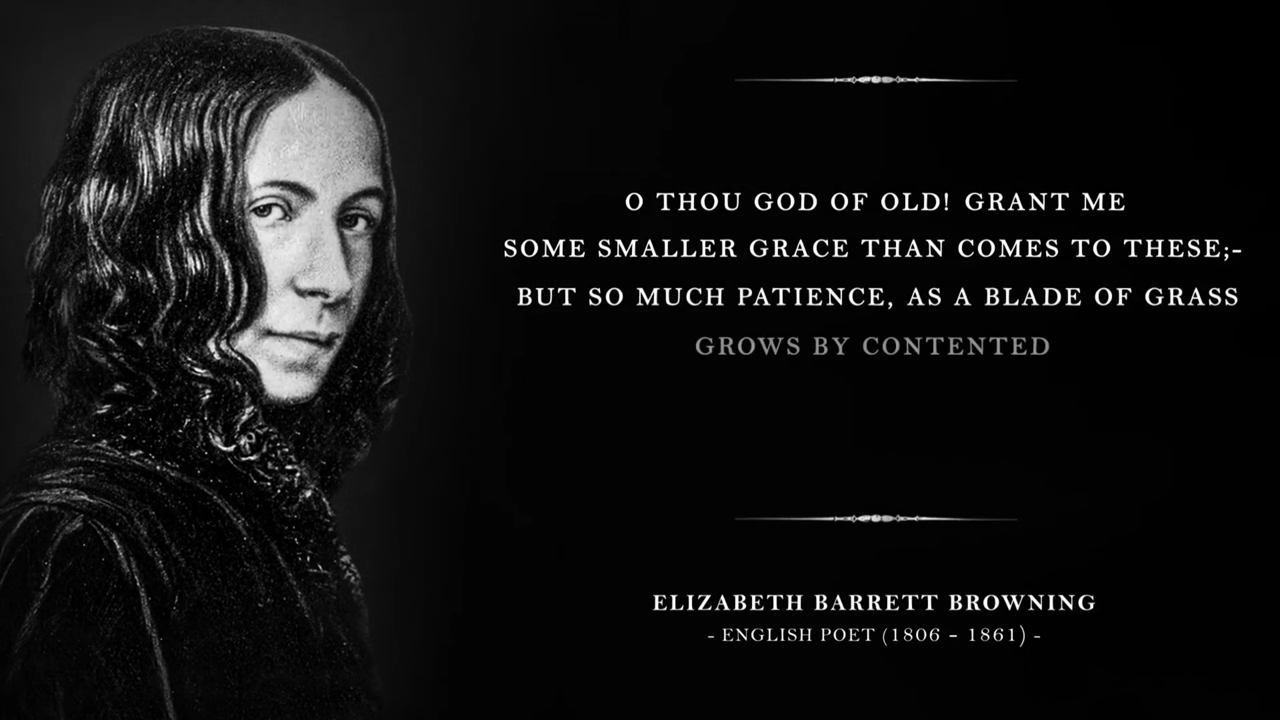 O THOU GOD OF OLD! GRANT ME
SOME SMALLER GRACE THAN COMES TO THESE;-
BUT SO MUCH PATIENCE, AS A BLADE OF GRASS
GROWS BY CONTENTED
ELIZABETH BARRETT BROWNING
- ENGLISH POET (1806 - 1861) -